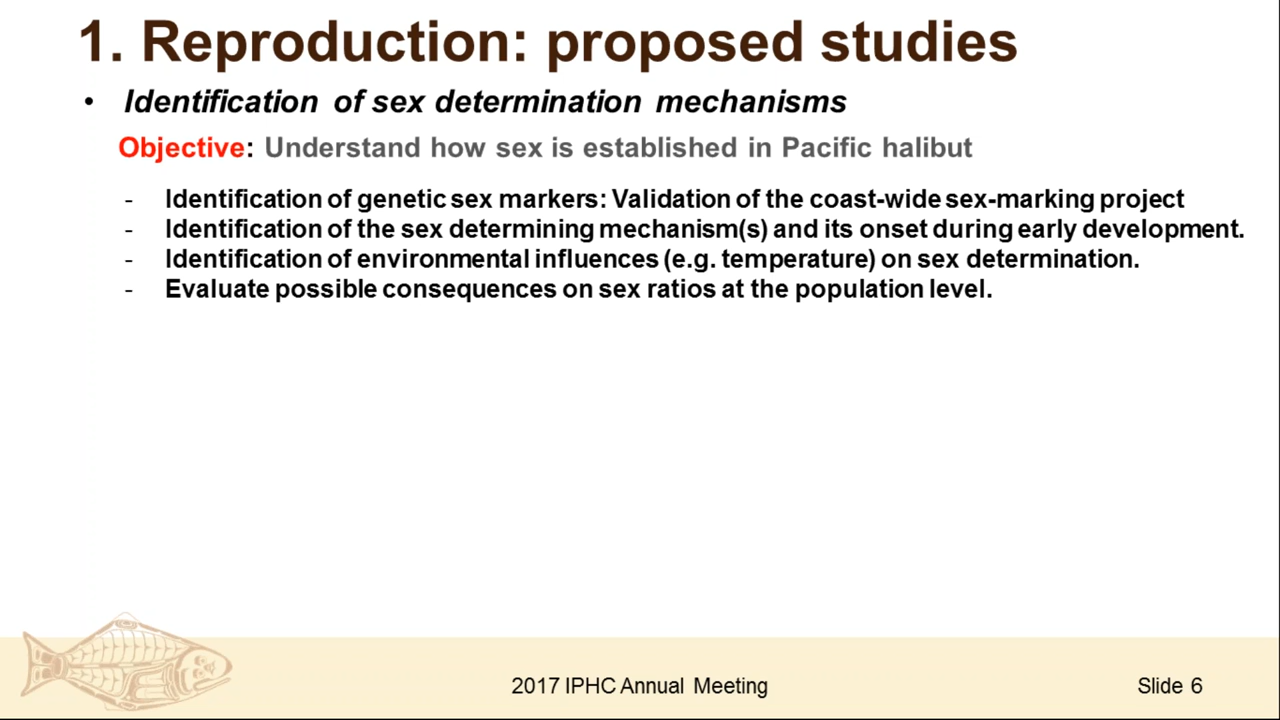 1. Reproduction: proposed studies
• Identification of sex determination mechanisms
Objective: Understand how sex is established in Pacific halibut
- Identification of genetic sex markers: Validation of the coast-wide sex-marking project
- Identification of the sex determining mechanism(s) and its onset during early development.
- Identification of environmental influences (e.g. temperature) on sex determination.
- Evaluate possible consequences on sex ratios at the population level.
2017 IPHC Annual Meeting
Slide 6